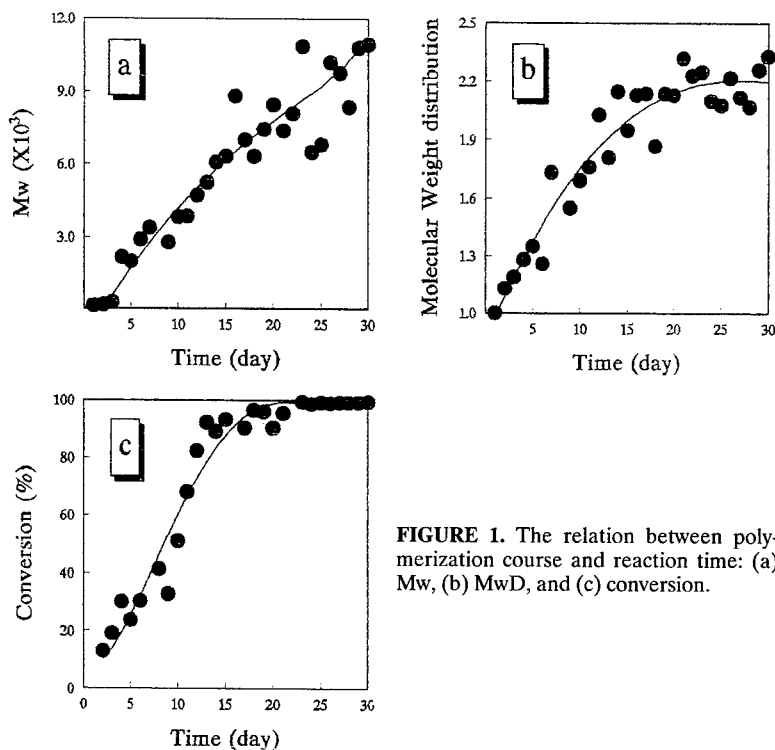 12.0
9.0
6.0
3.0
Mw (X10³)
a
0 5 10 15 20 25 30
Time (day)
2.5
2.2
1.9
1.6
1.3
1.0
Molecular Weight distribution
b
5 10 15 20 25 30
Time (day)
100
80
60
40
20
0
Conversion (%)
c
0 5 10 15 20 25 30
Time (day)
FIGURE 1. The relation between poly-
merization course and reaction time: (a)
Mw, (b) MwD, and (c) conversion.